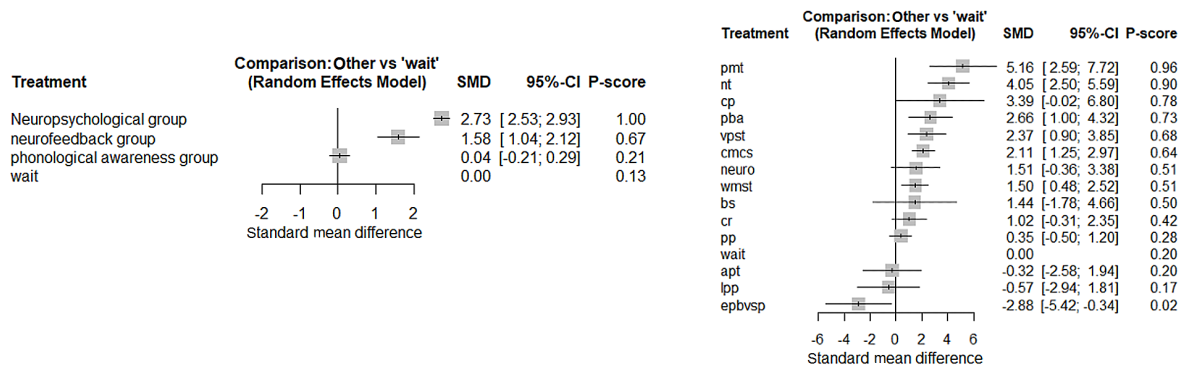 Comparison: Other vs 'wait'
Treatment (Random Effects Model) SMD 95%-CI P-score
Neuropsychological group 2.73 [2.53; 2.93] 1.00
neurofeedback group 1.58 [1.04; 2.12] 0.67
phonological awareness group 0.04 [-0.21; 0.29] 0.21
wait 0.00 0.13
-2 -1 0 1 2
Standard mean difference
Comparison: Other vs 'wait'
Treatment (Random Effects Model) SMD 95%-CI P-score
pmt 5.16 [ 2.59; 7.72] 0.96
nt 4.05 [ 2.50; 5.59] 0.90
cp 3.39 [-0.02; 6.80] 0.78
pba 2.66 [ 1.00; 4.32] 0.73
vpst 2.37 [ 0.90; 3.85] 0.68
cmcs 2.11 [ 1.25; 2.97] 0.64
neuro 1.51 [-0.36; 3.38] 0.51
wmst 1.50 [ 0.48; 2.52] 0.51
bs 1.44 [-1.78; 4.66] 0.50
cr 1.02 [-0.31; 2.35] 0.42
pp 0.35 [-0.50; 1.20] 0.28
wait 0.00 0.20
apt -0.32 [-2.58; 1.94] 0.20
lpp -0.57 [-2.94; 1.81] 0.17
epbvsp -2.88 [-5.42; -0.34] 0.02
-6 -4 -2 0 2 4 6
Standard mean difference